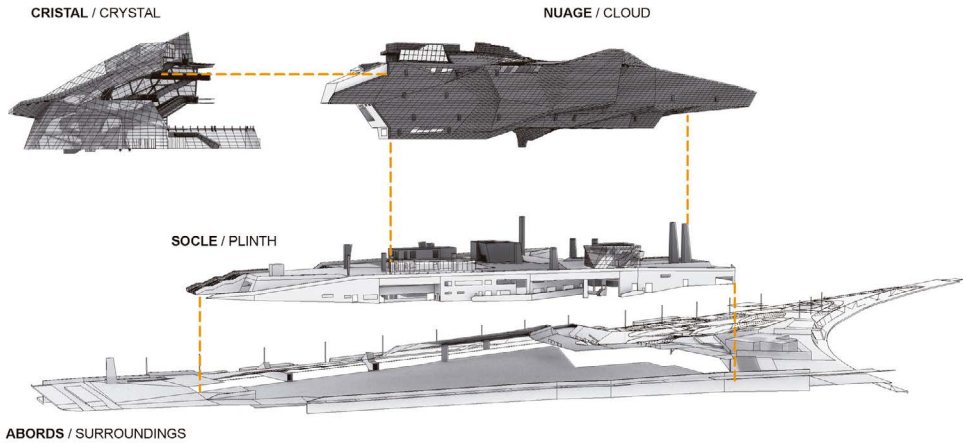 CRISTAL / CRYSTAL
NUAGE / CLOUD
SOCLE / PLINTH
ABORDS / SURROUNDINGS